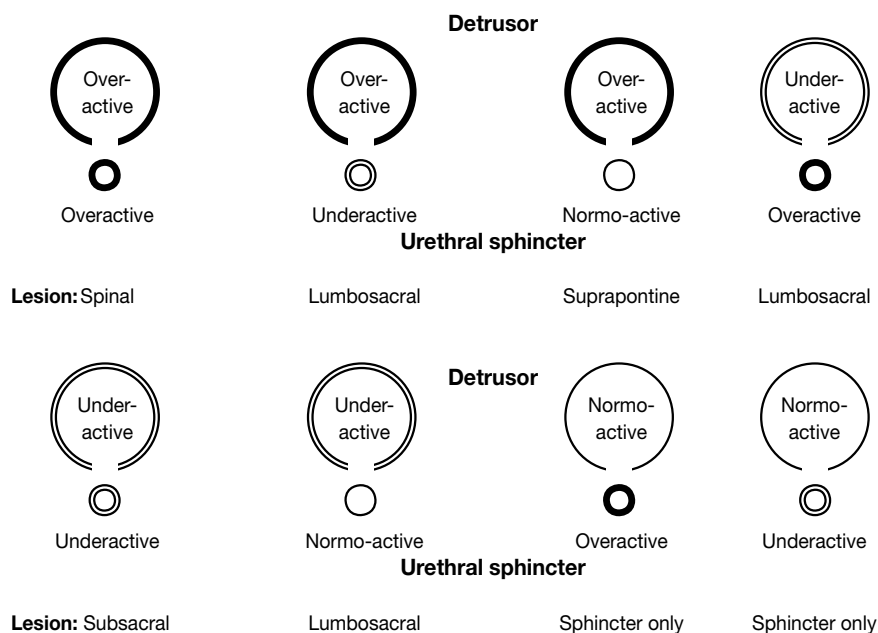 Detrusor
Over-
active
Over-
active
Over-
active
Under-
active
Overactive
Underactive
Normo-active
Overactive
Urethral sphincter
Lesion: Spinal
Lumbosacral
Suprapontine
Lumbosacral
Detrusor
Under-
active
Under-
active
Normo-
active
Normo-
active
Underactive
Normo-active
Overactive
Underactive
Urethral sphincter
Lesion: Subsacral
Lumbosacral
Sphincter only
Sphincter only